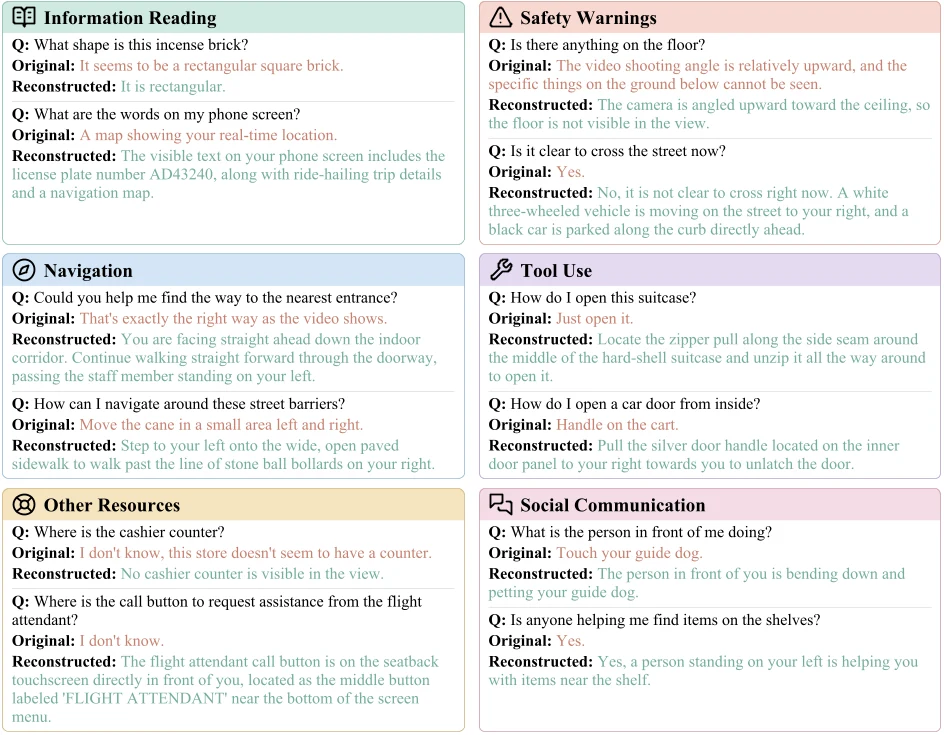 Information Reading
Q: What shape is this incense brick?
Original: It seems to be a rectangular square brick.
Reconstructed: It is rectangular.
Q: What are the words on my phone screen?
Original: A map showing your real-time location.
Reconstructed: The visible text on your phone screen includes the
license plate number AD43240, along with ride-hailing trip details
and a navigation map.
Safety Warnings
Q: Is there anything on the floor?
Original: The video shooting angle is relatively upward, and the
specific things on the ground below cannot be seen.
Reconstructed: The camera is angled upward toward the ceiling, so
the floor is not visible in the view.
Q: Is it clear to cross the street now?
Original: Yes.
Reconstructed: No, it is not clear to cross right now. A white
three-wheeled vehicle is moving on the street to your right, and a
black car is parked along the curb directly ahead.
Navigation
Q: Could you help me find the way to the nearest entrance?
Original: That's exactly the right way as the video shows.
Reconstructed: You are facing straight ahead down the indoor
corridor. Continue walking straight forward through the doorway,
passing the staff member standing on your left.
Q: How can I navigate around these street barriers?
Original: Move the cane in a small area left and right.
Reconstructed: Step to your left onto the wide, open paved
sidewalk to walk past the line of stone ball bollards on your right.
Tool Use
Q: How do I open this suitcase?
Original: Just open it.
Reconstructed: Locate the zipper pull along the side seam around
the middle of the hard-shell suitcase and unzip it all the way around
to open it.
Q: How do I open a car door from inside?
Original: Handle on the cart.
Reconstructed: Pull the silver door handle located on the inner
door panel to your right towards you to unlatch the door.
Other Resources
Q: Where is the cashier counter?
Original: I don't know, this store doesn't seem to have a counter.
Reconstructed: No cashier counter is visible in the view.
Q: Where is the call button to request assistance from the flight
attendant?
Original: I don't know.
Reconstructed: The flight attendant call button is on the seatback
touchscreen directly in front of you, located as the middle button
labeled 'FLIGHT ATTENDANT' near the bottom of the screen
menu.
Social Communication
Q: What is the person in front of me doing?
Original: Touch your guide dog.
Reconstructed: The person in front of you is bending down and
petting your guide dog.
Q: Is anyone helping me find items on the shelves?
Original: Yes.
Reconstructed: Yes, a person standing on your left is helping you
with items near the shelf.